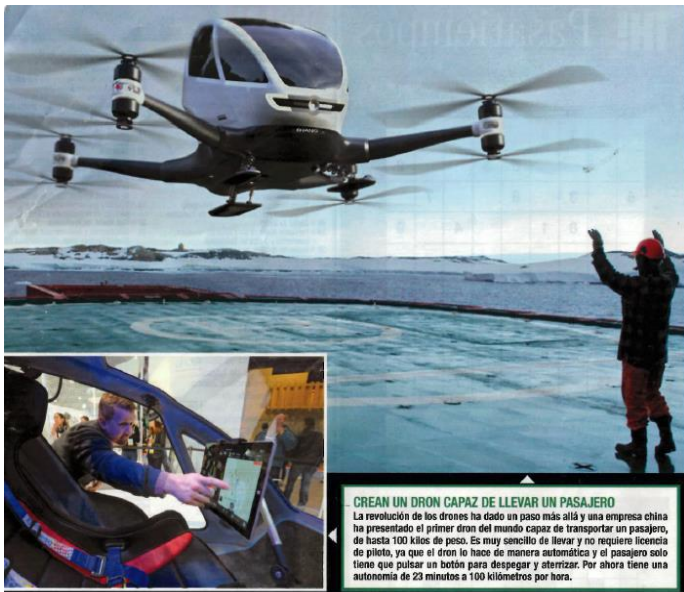 CREAN UN DRON CAPAZ DE LLEVAR UN PASAJERO
La revolución de los drones ha dado un paso más allá y una empresa china
ha presentado el primer dron del mundo capaz de transportar un pasajero,
de hasta 100 kilos de peso. Es muy sencillo de llevar y no requiere licencia
de piloto, ya que el dron lo hace de manera automática y el pasajero solo
tiene que pulsar un botón para despegar y aterrizar. Por ahora tiene una
autonomía de 23 minutos a 100 kilómetros por hora.